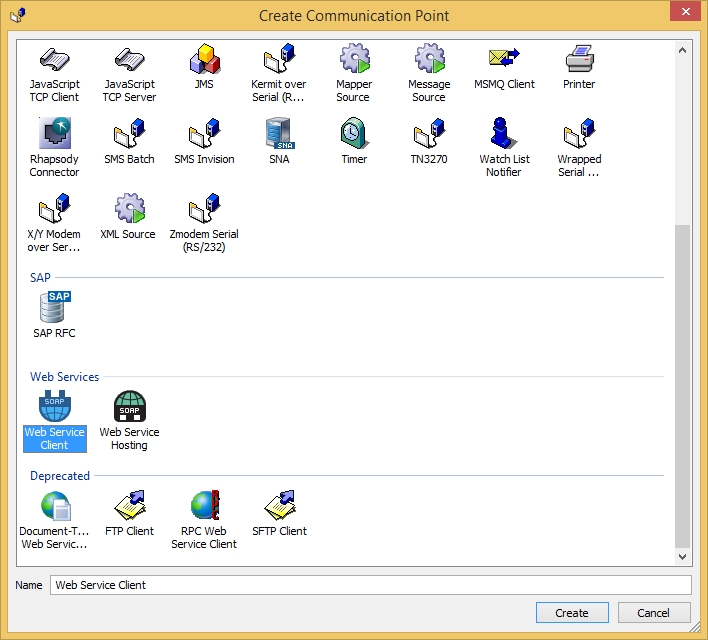 Create Communication Point
JavaScript JavaScript JMS Kermit over Mapper Message MSMQ Client Printer
TCP Client TCP Server Serial (R... Source Source
SNA
Rhapsody SMS Batch SMS Invision SNA Timer TN3270 Watch List Wrapped
Connector Notifier Serial ...
X/Y Modem XML Source Zmodem Serial
over Ser... (RS/232)
SAP
SAP
SAP RFC
Web Services
SOAP SOAP
Web Service Web Service
Client Hosting
Deprecated
RPC
Document-T... FTP Client RPC Web SFTP Client
Web Servic... Service Client
Name Web Service Client
Create Cancel